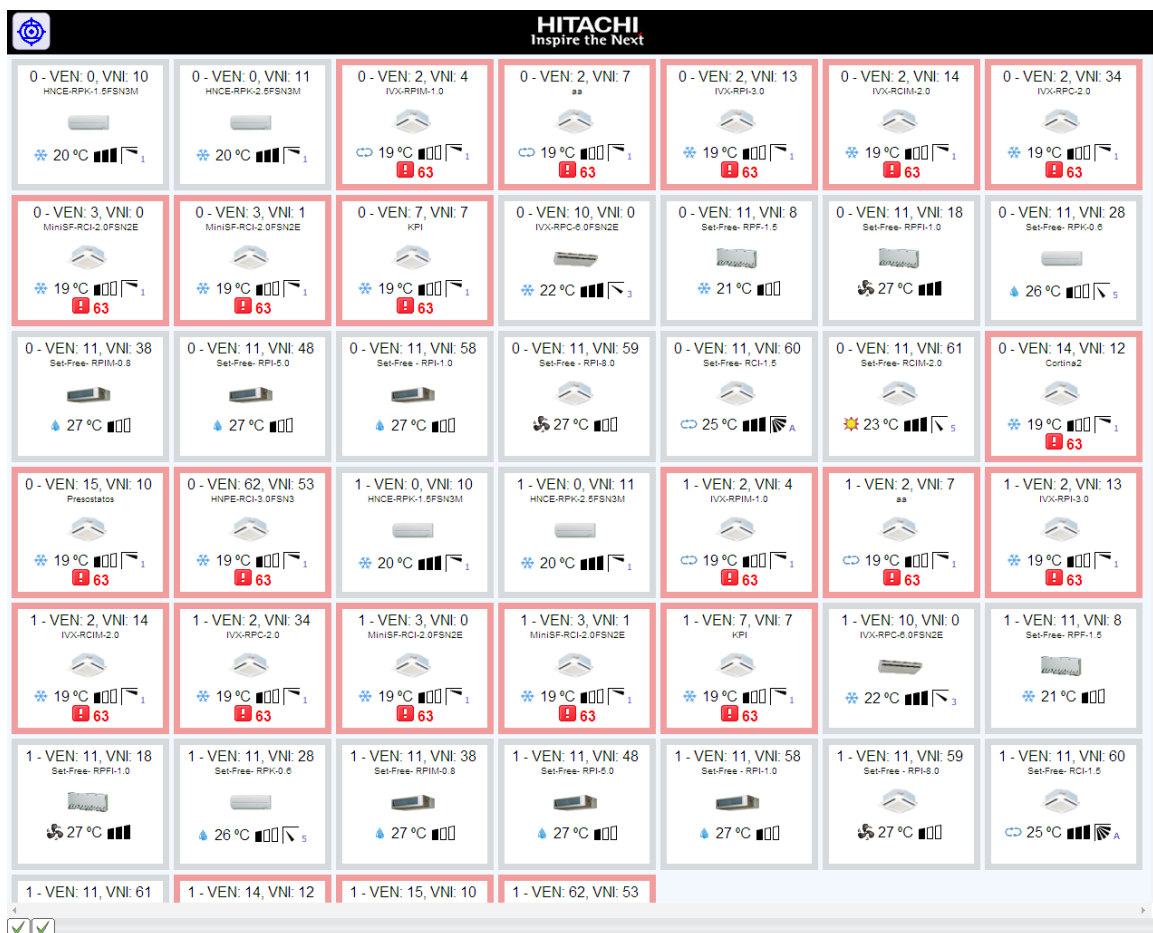 HITACHI
Inspire the Next
0 - VEN: 0, VNI: 10
HNCE-RPK-1.5FSN3M
20 ºC 1
0 - VEN: 0, VNI: 11
HNCE-RPK-2.5FSN3M
20 ºC 1
0 - VEN: 2, VNI: 4
IVX-RPIM-1.0
19 ºC 1
63
0 - VEN: 2, VNI: 7
aa
19 ºC 1
63
0 - VEN: 2, VNI: 13
IVX-RPI-3.0
19 ºC 1
63
0 - VEN: 2, VNI: 14
IVX-RCIM-2.0
19 ºC 1
63
0 - VEN: 2, VNI: 34
IVX-RPC-2.0
19 ºC 1
63
0 - VEN: 3, VNI: 0
MiniSF-RCI-2.0FSN2E
19 ºC 1
63
0 - VEN: 3, VNI: 1
MiniSF-RCI-2.0FSN2E
19 ºC 1
63
0 - VEN: 7, VNI: 7
KPI
19 ºC 1
63
0 - VEN: 10, VNI: 0
IVX-RPC-6.0FSN2E
22 ºC 3
0 - VEN: 11, VNI: 8
Set-Free- RPF-1.5
21 ºC
0 - VEN: 11, VNI: 18
Set-Free- RPFI-1.0
27 ºC
0 - VEN: 11, VNI: 28
Set-Free- RPK-0.6
26 ºC 5
0 - VEN: 11, VNI: 38
Set-Free- RPIM-0.8
27 ºC
0 - VEN: 11, VNI: 48
Set-Free- RPI-5.0
27 ºC
0 - VEN: 11, VNI: 58
Set-Free - RPI-1.0
27 ºC
0 - VEN: 11, VNI: 59
Set-Free - RPI-8.0
27 ºC
0 - VEN: 11, VNI: 60
Set-Free- RCI-1.5
25 ºC A
0 - VEN: 11, VNI: 61
Set-Free- RCIM-2.0
23 ºC 5
0 - VEN: 14, VNI: 12
Cortina2
19 ºC 1
63
0 - VEN: 15, VNI: 10
Presostatos
19 ºC 1
63
0 - VEN: 62, VNI: 53
HNPE-RCI-3.0FSN3
19 ºC 1
63
1 - VEN: 0, VNI: 10
HNCE-RPK-1.5FSN3M
20 ºC 1
1 - VEN: 0, VNI: 11
HNCE-RPK-2.5FSN3M
20 ºC 1
1 - VEN: 2, VNI: 4
IVX-RPIM-1.0
19 ºC 1
63
1 - VEN: 2, VNI: 7
aa
19 ºC 1
63
1 - VEN: 2, VNI: 13
IVX-RPI-3.0
19 ºC 1
63
1 - VEN: 2, VNI: 14
IVX-RCIM-2.0
19 ºC 1
63
1 - VEN: 2, VNI: 34
IVX-RPC-2.0
19 ºC 1
63
1 - VEN: 3, VNI: 0
MiniSF-RCI-2.0FSN2E
19 ºC 1
63
1 - VEN: 3, VNI: 1
MiniSF-RCI-2.0FSN2E
19 ºC 1
63
1 - VEN: 7, VNI: 7
KPI
19 ºC 1
63
1 - VEN: 10, VNI: 0
IVX-RPC-6.0FSN2E
22 ºC 3
1 - VEN: 11, VNI: 8
Set-Free- RPF-1.5
21 ºC
1 - VEN: 11, VNI: 18
Set-Free- RPFI-1.0
27 ºC
1 - VEN: 11, VNI: 28
Set-Free- RPK-0.6
26 ºC 5
1 - VEN: 11, VNI: 38
Set-Free- RPIM-0.8
27 ºC
1 - VEN: 11, VNI: 48
Set-Free- RPI-5.0
27 ºC
1 - VEN: 11, VNI: 58
Set-Free - RPI-1.0
27 ºC
1 - VEN: 11, VNI: 59
Set-Free - RPI-8.0
27 ºC
1 - VEN: 11, VNI: 60
Set-Free- RCI-1.5
25 ºC A
1 - VEN: 11, VNI: 61
1 - VEN: 14, VNI: 12
1 - VEN: 15, VNI: 10
1 - VEN: 62, VNI: 53